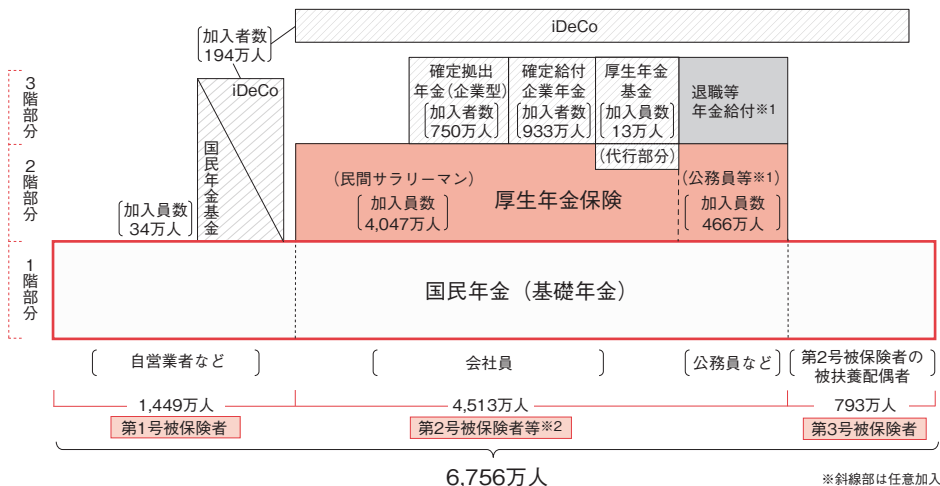 iDeCo
加入者数
194万人
3階部分
iDeCo
国民年金基金
確定拠出
年金(企業型)
加入者数
750万人
確定給付
企業年金
加入者数
933万人
厚生年金
基金
加入員数
13万人
退職等
年金給付※1
2階部分
(代行部分)
(民間サラリーマン)
加入員数
4,047万人
厚生年金保険
(公務員等※1)
加入員数
466万人
加入員数
34万人
1階部分
国民年金（基礎年金）
自営業者など
会社員
公務員など
第2号被保険者の
被扶養配偶者
1,449万人
4,513万人
793万人
第1号被保険者
第2号被保険者等※2
第3号被保険者
6,756万人
※斜線部は任意加入